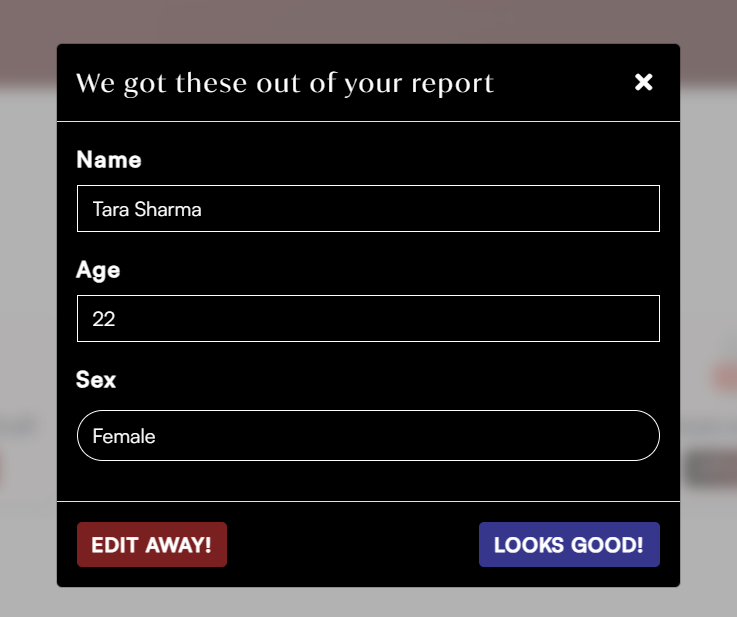 We got these out of your report
Name
Tara Sharma
Age
22
Sex
Female
EDIT AWAY! LOOKS GOOD!